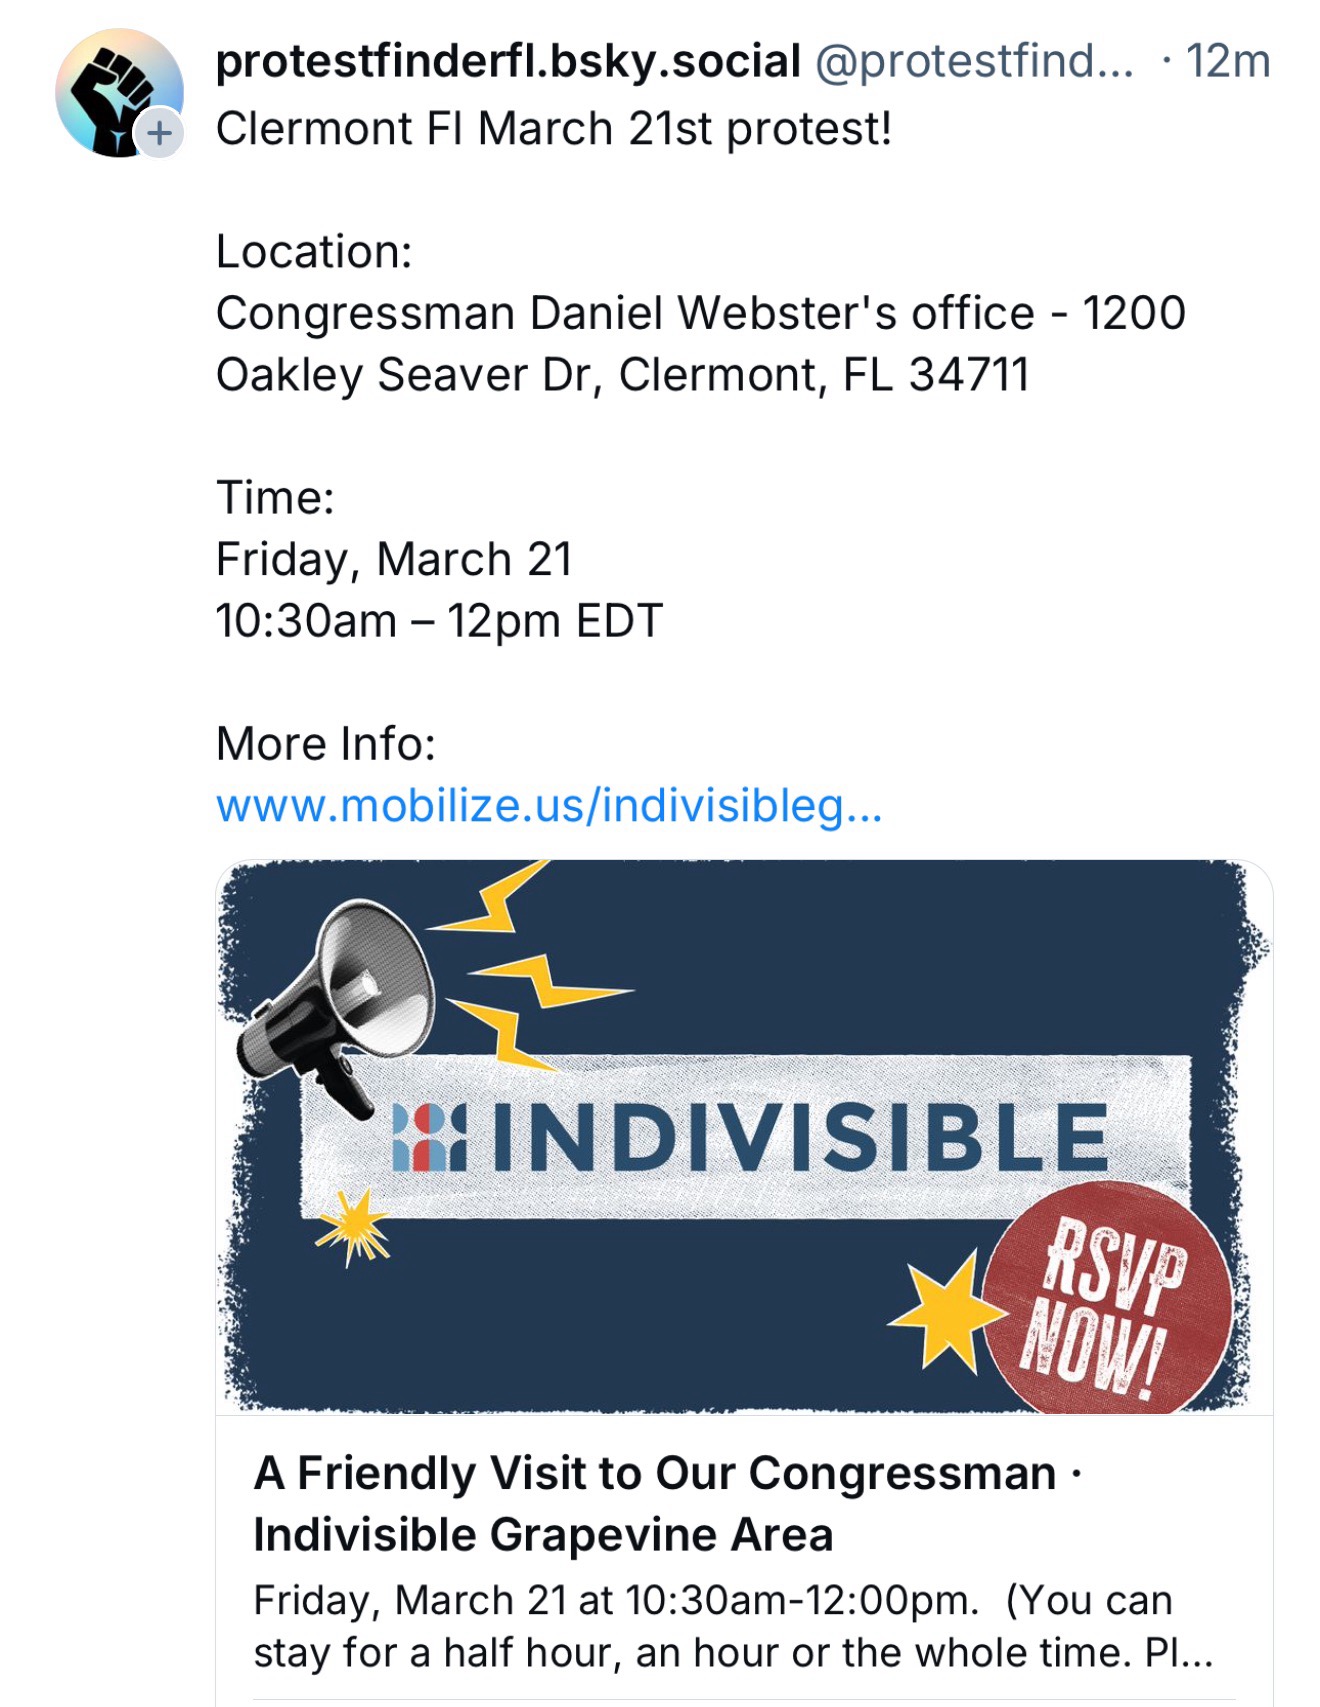 protestfinderfl.bsky.social @protestfind... · 12m
Clermont Fl March 21st protest!
Location:
Congressman Daniel Webster's office - 1200
Oakley Seaver Dr, Clermont, FL 34711
Time:
Friday, March 21
10:30am – 12pm EDT
More Info:
www.mobilize.us/indivisibleg...
INDIVISIBLE
RSVP
NOW!
A Friendly Visit to Our Congressman ·
Indivisible Grapevine Area
Friday, March 21 at 10:30am-12:00pm.  (You can
stay for a half hour, an hour or the whole time. Pl...